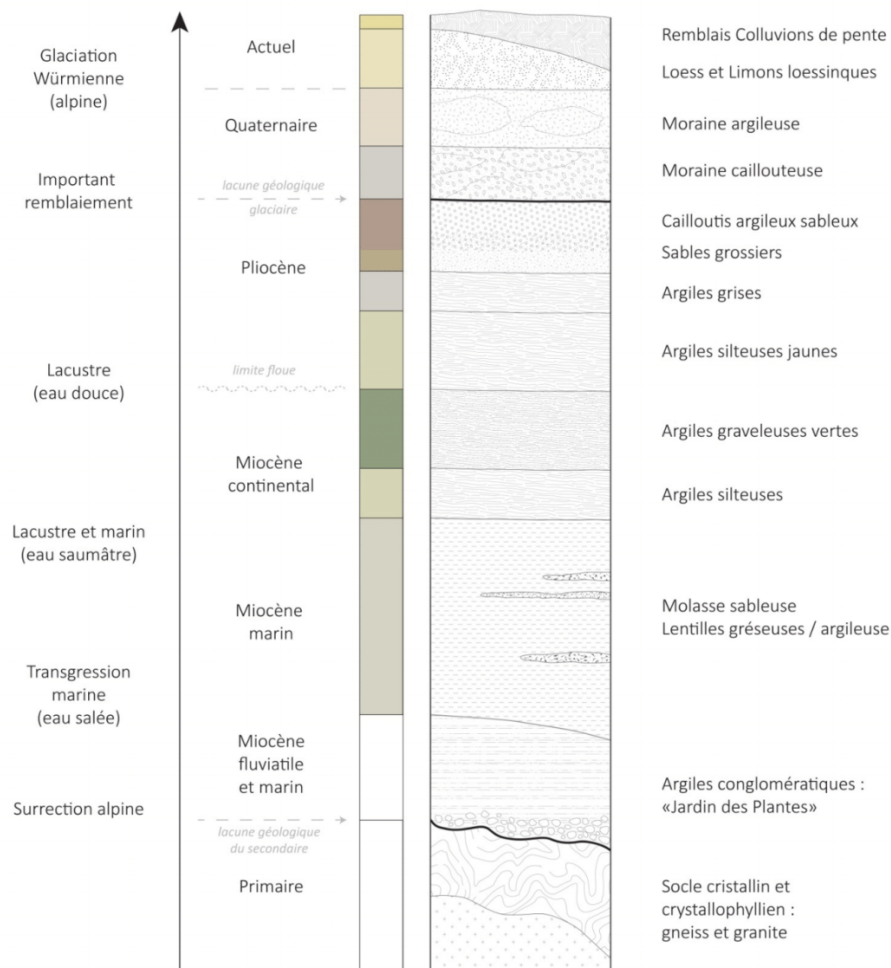 Glaciation
Würmienne
(alpine)
Important
remblaiement
Lacustre
(eau douce)
Lacustre et marin
(eau saumâtre)
Transgression
marine
(eau salée)
Surrection alpine
Actuel
Quaternaire
lacune géologique
glaciaire
Pliocène
limite floue
Miocène
continental
Miocène
marin
Miocène
fluviatile
et marin
lacune géologique
du secondaire
Primaire
Remblais Colluvions de pente
Loess et Limons loessinques
Moraine argileuse
Moraine caillouteuse
Cailloutis argileux sableux
Sables grossiers
Argiles grises
Argiles silteuses jaunes
Argiles graveleuses vertes
Argiles silteuses
Molasse sableuse
Lentilles gréseuses / argileuse
Argiles conglomératiques :
«Jardin des Plantes»
Socle cristallin et
crystallophyllien :
gneiss et granite